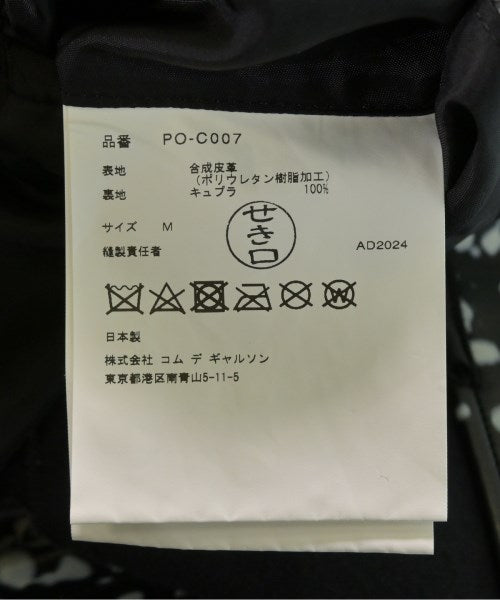 品番 PO-C007
表地 合成皮革
(ポリウレタン樹脂加工)
裏地 キュプラ 100%
サイズ M
縫製責任者
せき口
AD2024
W
日本製
株式会社 コム デ ギャルソン
東京都港区南青山5-11-5